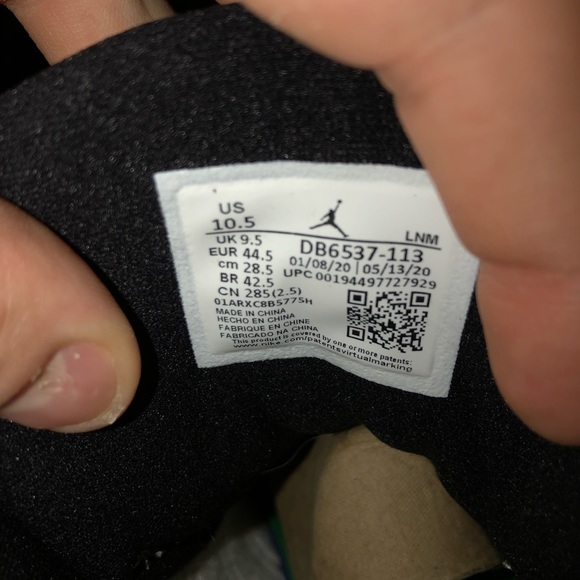 US
10.5
UK 9.5
EUR 44.5
cm 28.5
BR 42.5
CN 285(2.5)
01ARXC8B5775H
LNM
DB6537-113
01/08/20 | 05/13/20
UPC 00194497727929
MADE IN CHINA
HECHO EN CHINA
FABRIQUE EN CHINE
FABRICADO NA CHINA
This product is covered by one or more patents:
www.nike.com/patentsvirtualmarking